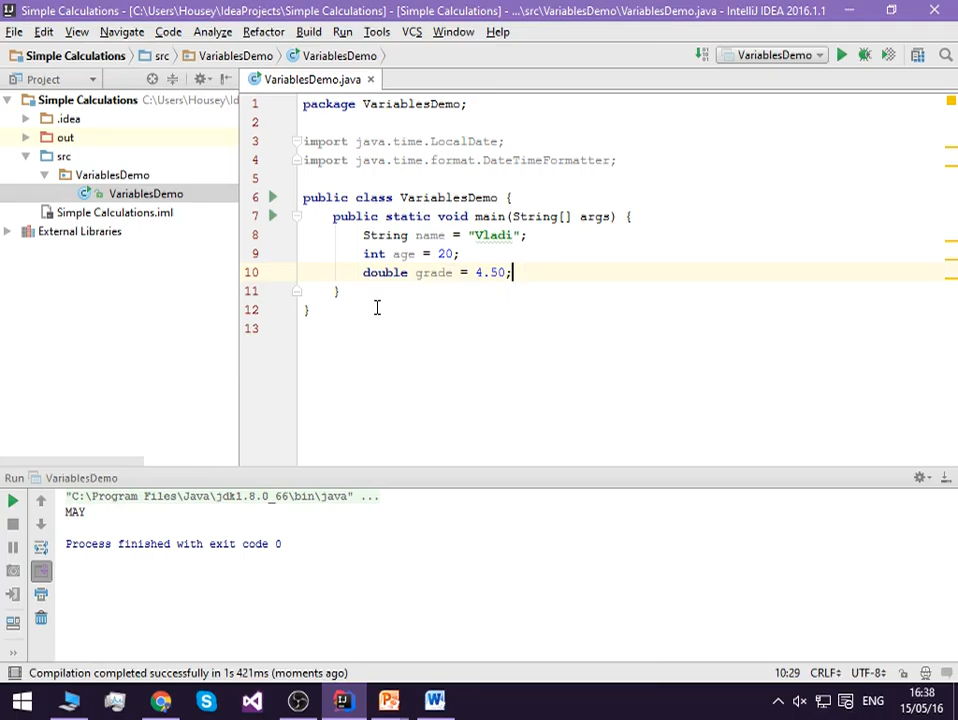 Simple Calculations - [C:\Users\Housey\IdeaProjects\Simple Calculations] - [Simple Calculations] - ...\src\VariablesDemo\VariablesDemo.java - IntelliJ IDEA 2016.1.1
File Edit View Navigate Code Analyze Refactor Build Run Tools VCS Window Help
Simple Calculations src VariablesDemo VariablesDemo VariablesDemo
Project VariablesDemo.java
Simple Calculations C:\Users\Housey\Id
.idea
out
src
VariablesDemo
VariablesDemo
Simple Calculations.iml
External Libraries
1 package VariablesDemo;
2
3 import java.time.LocalDate;
4 import java.time.format.DateTimeFormatter;
5
6 public class VariablesDemo {
7 public static void main(String[] args) {
8 String name = "Vladi";
9 int age = 20;
10 double grade = 4.50;
11 }
12 }
13
Run VariablesDemo
"C:\Program Files\Java\jdk1.8.0_66\bin\java" ...
MAY
Process finished with exit code 0
Compilation completed successfully in 1s 421ms (moments ago) 10:29 CRLF UTF-8
ENG 16:38
15/05/16